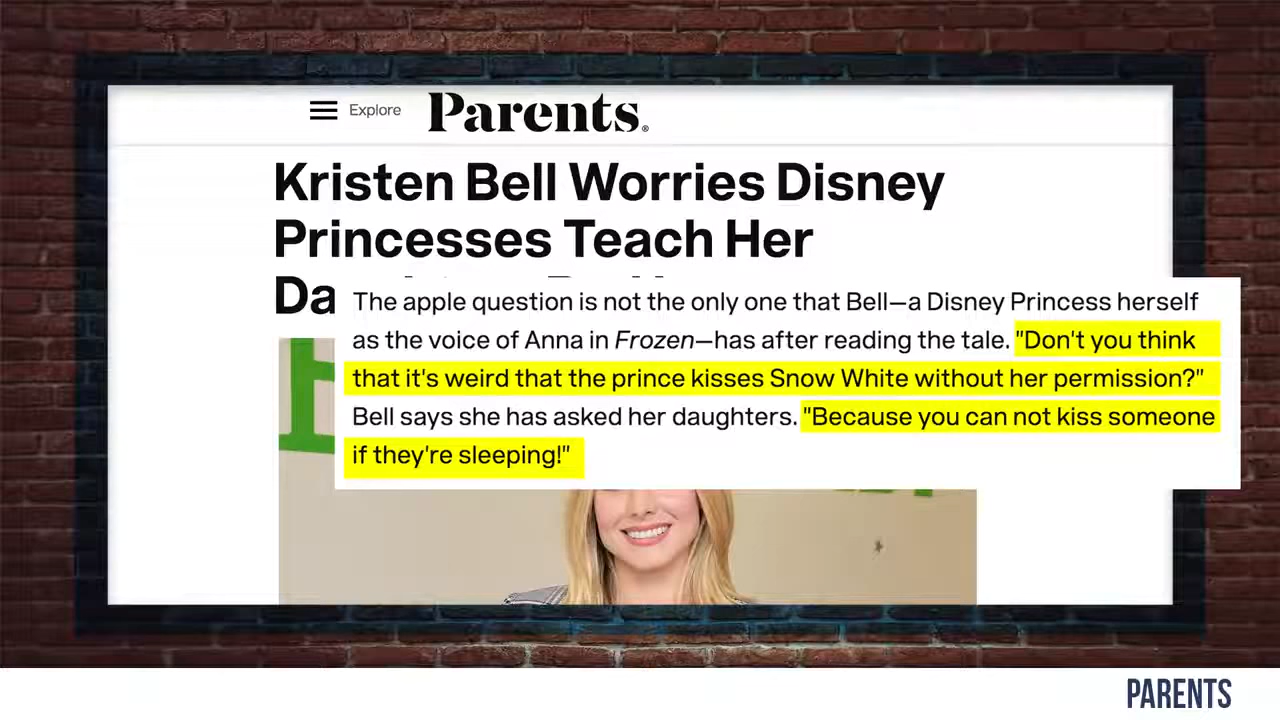 Explore
Parents.
Kristen Bell Worries Disney
Princesses Teach Her
Da
The apple question is not the only one that Bell—a Disney Princess herself
as the voice of Anna in Frozen—has after reading the tale. "Don't you think
that it's weird that the prince kisses Snow White without her permission?"
Bell says she has asked her daughters. "Because you can not kiss someone
if they're sleeping!"
PARENTS